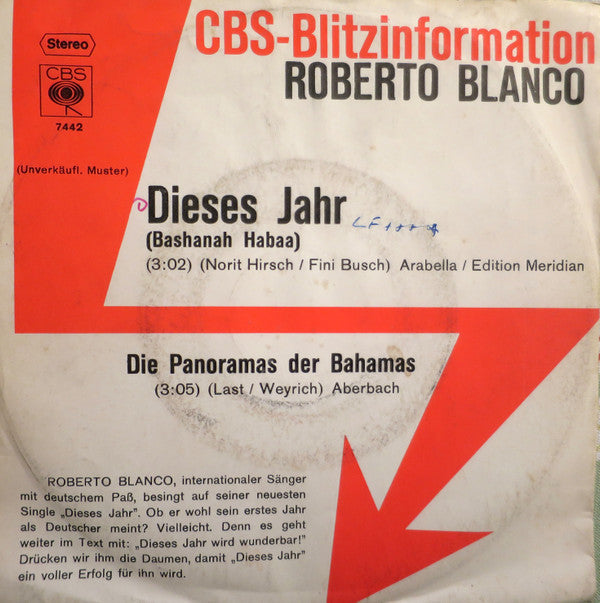 CBS-Blitzinformation
Stereo
ROBERTO BLANCO
CBS
7442
(Unverkäufl. Muster)
Dieses Jahr
(Bashanah Habaa)
(3:02) (Norit Hirsch / Fini Busch) Arabella / Edition Meridian
Die Panoramas der Bahamas
(3:05) (Last / Weyrich) Aberbach
ROBERTO BLANCO, internationaler Sänger
mit deutschem Paß, besingt auf seiner neuesten
Single „Dieses Jahr". Ob er wohl sein erstes Jahr
als Deutscher meint? Vielleicht. Denn es geht
weiter im Text mit: „Dieses Jahr wird wunderbar!"
Drücken wir ihm die Daumen, damit „Dieses Jahr"
ein voller Erfolg für ihn wird.